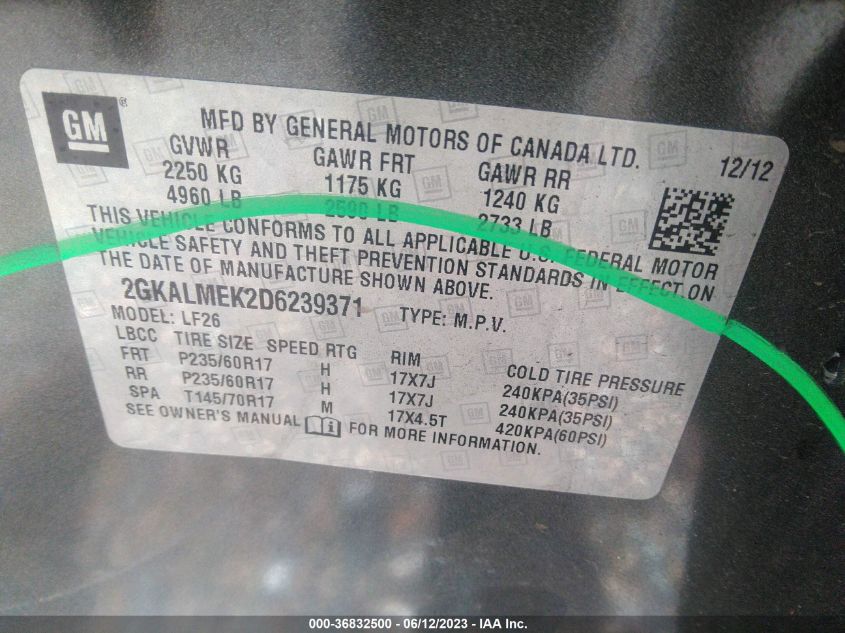 GM
MFD BY GENERAL MOTORS OF CANADA LTD.
12/12
GVWR GAWR FRT GAWR RR
2250 KG 1175 KG 1240 KG
4960 LB 2590 LB 2733 LB
THIS VEHICLE CONFORMS TO ALL APPLICABLE U.S. FEDERAL MOTOR
VEHICLE SAFETY AND THEFT PREVENTION STANDARDS IN EFFECT ON
THE DATE OF MANUFACTURE SHOWN ABOVE.
2GKALMEK2D6239371 TYPE: M.P.V.
MODEL: LF26
LBCC TIRE SIZE SPEED RTG RIM COLD TIRE PRESSURE
FRT P235/60R17 H 17X7J 240KPA(35PSI)
RR P235/60R17 H 17X7J 240KPA(35PSI)
SPA T145/70R17 M 17X4.5T 420KPA(60PSI)
SEE OWNER'S MANUAL FOR MORE INFORMATION.
000-36832500 - 06/12/2023 - IAA Inc.